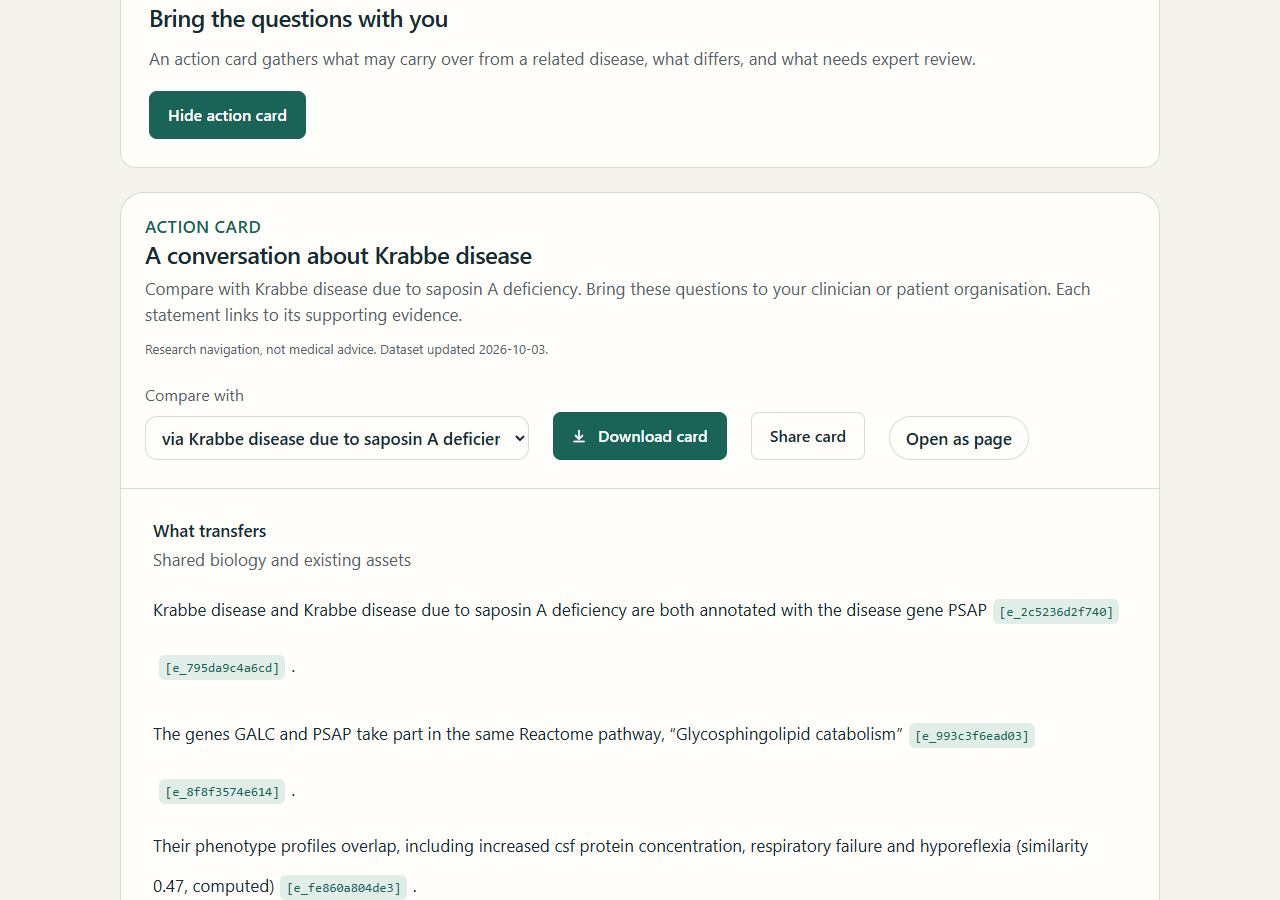 Bring the questions with you
An action card gathers what may carry over from a related disease, what differs, and what needs expert review.
Hide action card
ACTION CARD
A conversation about Krabbe disease
Compare with Krabbe disease due to saposin A deficiency. Bring these questions to your clinician or patient organisation. Each
statement links to its supporting evidence.
Research navigation, not medical advice. Dataset updated 2026-10-03.
Compare with
via Krabbe disease due to saposin A deficier
Download card
Share card
Open as page
What transfers
Shared biology and existing assets
Krabbe disease and Krabbe disease due to saposin A deficiency are both annotated with the disease gene PSAP [e_2c5236d2f740]
[e_795da9c4a6cd] .
The genes GALC and PSAP take part in the same Reactome pathway, “Glycosphingolipid catabolism” [e_993c3f6ead03]
[e_8f8f3574e614] .
Their phenotype profiles overlap, including increased csf protein concentration, respiratory failure and hyporeflexia (similarity
0.47, computed) [e_fe860a804de3] .